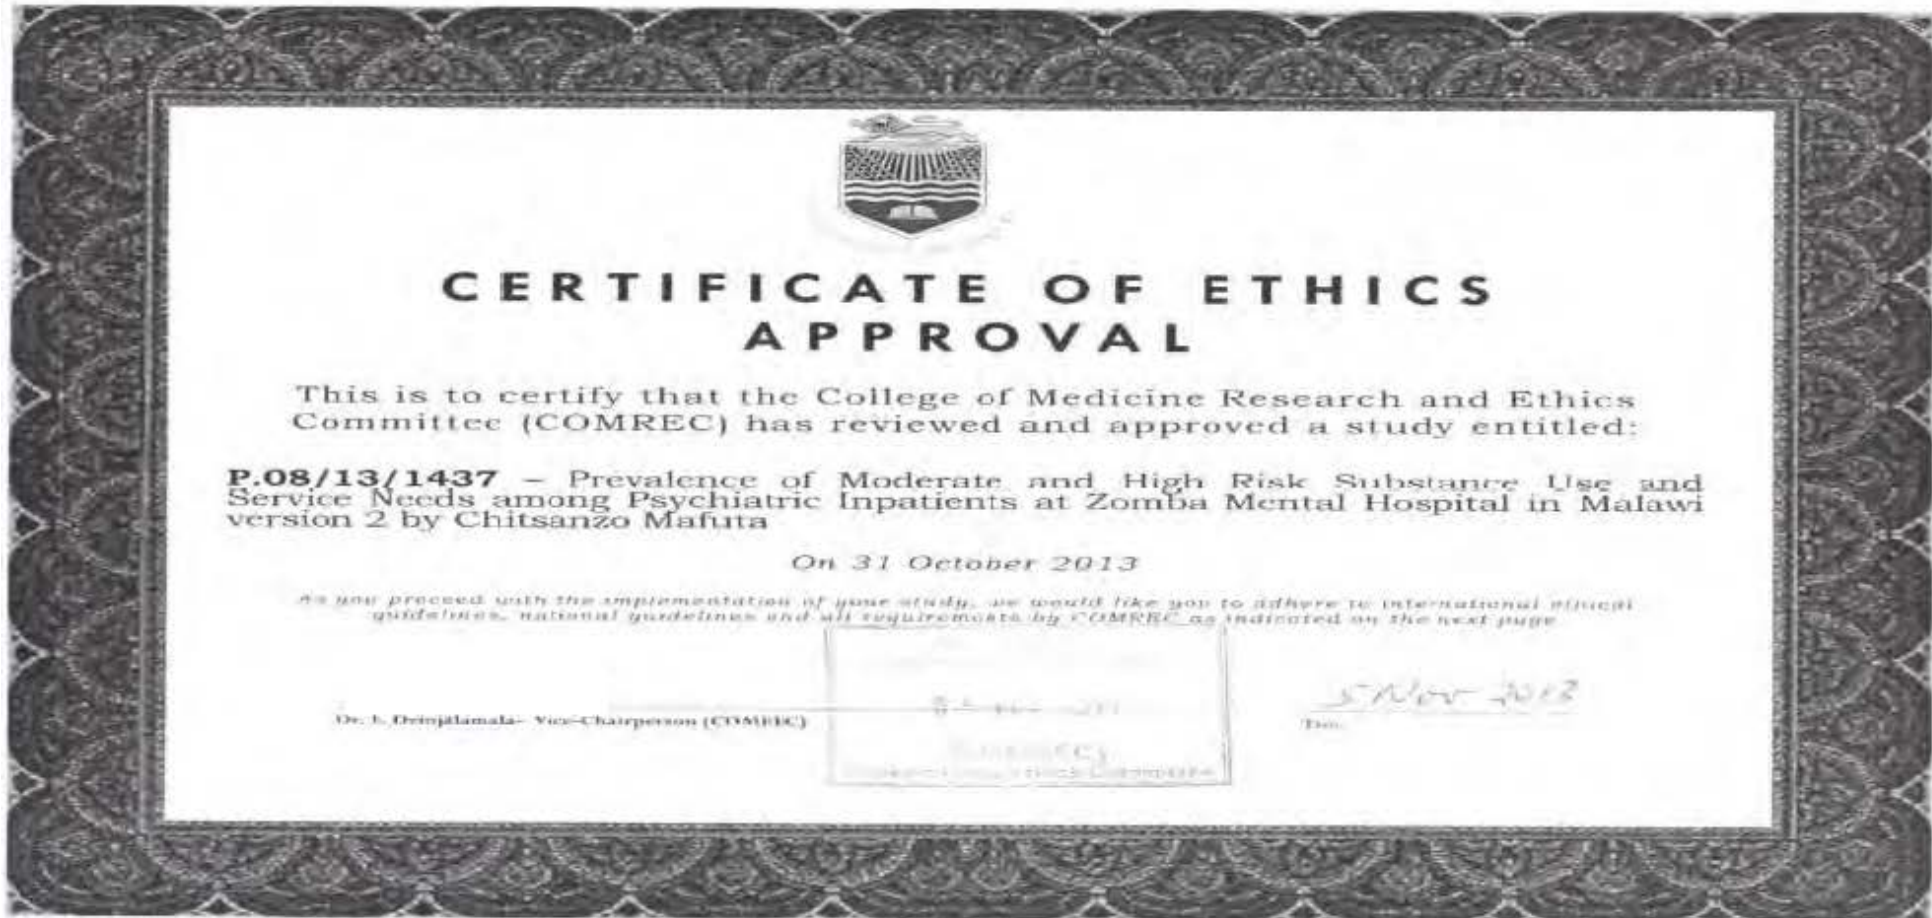 CERTIFICATE OF ETHICS
APPROVAL
This is to certify that the College of Medicine Research and Ethics
Committee (COMREC) has reviewed and approved a study entitled:
P.08/13/1437 – Prevalence of Moderate and High Risk Substance Use and
Service Needs among Psychiatric Inpatients at Zomba Mental Hospital in Malawi
version 2 by Chitsanzo Mafuta
On 31 October 2013
As you proceed with the implementation of your study, we would like you to adhere to international ethical
guidelines, national guidelines and all requirements by COMREC as indicated on the next page
Dr. Vice-Chairperson (COMREC)
5 Nov 2013